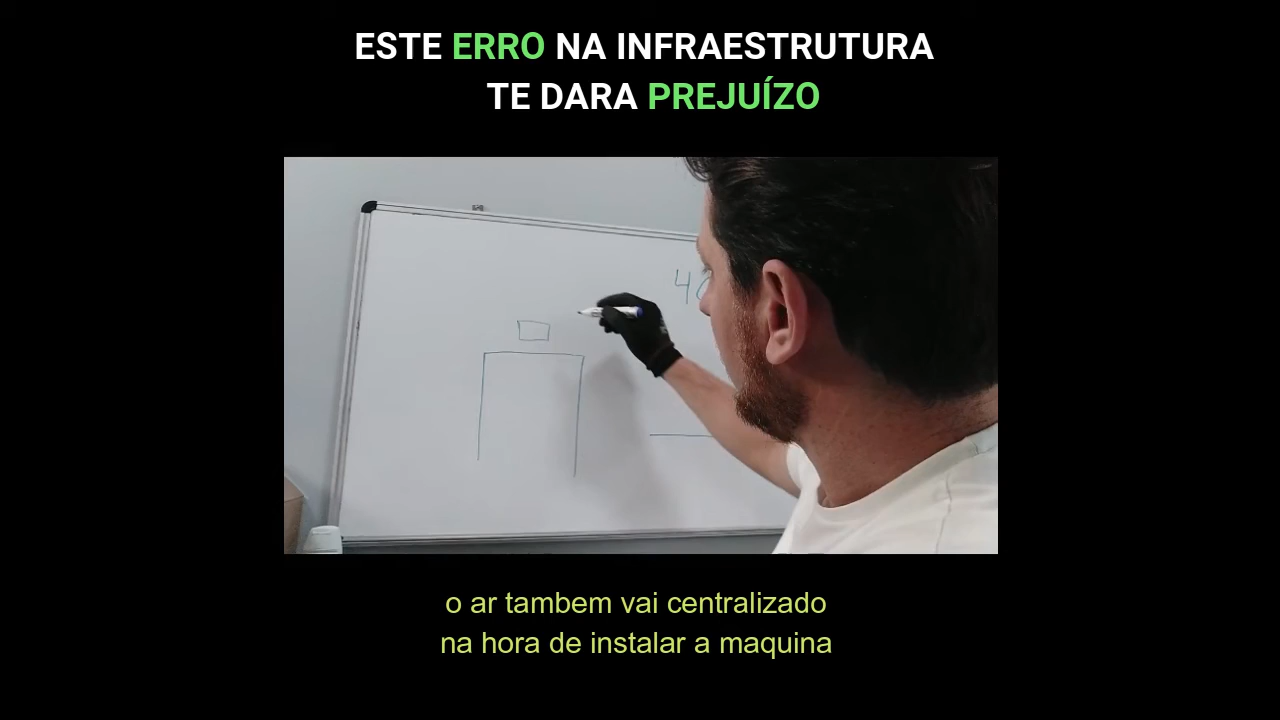 ESTE ERRO NA INFRAESTRUTURA
TE DARA PREJUÍZO
o ar tambem vai centralizado
na hora de instalar a maquina